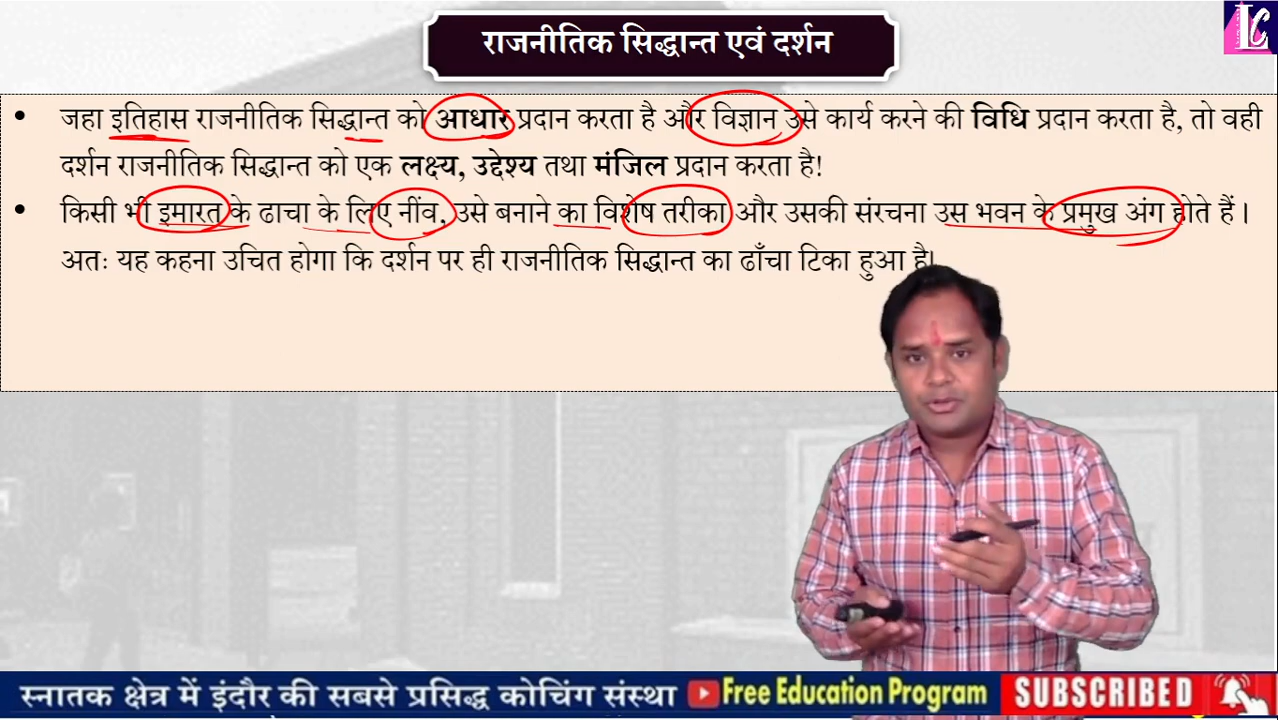 राजनीतिक सिद्धान्त एवं दर्शन
LC
• जहा इतिहास राजनीतिक सिद्धान्त को आधार प्रदान करता है और विज्ञान उसे कार्य करने की विधि प्रदान करता है, तो वही
दर्शन राजनीतिक सिद्धान्त को एक लक्ष्य, उद्देश्य तथा मंजिल प्रदान करता है!
• किसी भी इमारत के ढाचा के लिए नींव, उसे बनाने का विशेष तरीका और उसकी संरचना उस भवन के प्रमुख अंग होते हैं।
अतः यह कहना उचित होगा कि दर्शन पर ही राजनीतिक सिद्धान्त का ढाँचा टिका हुआ है।
स्नातक क्षेत्र में इंदौर की सबसे प्रसिद्ध कोचिंग संस्था Free Education Program SUBSCRIBED